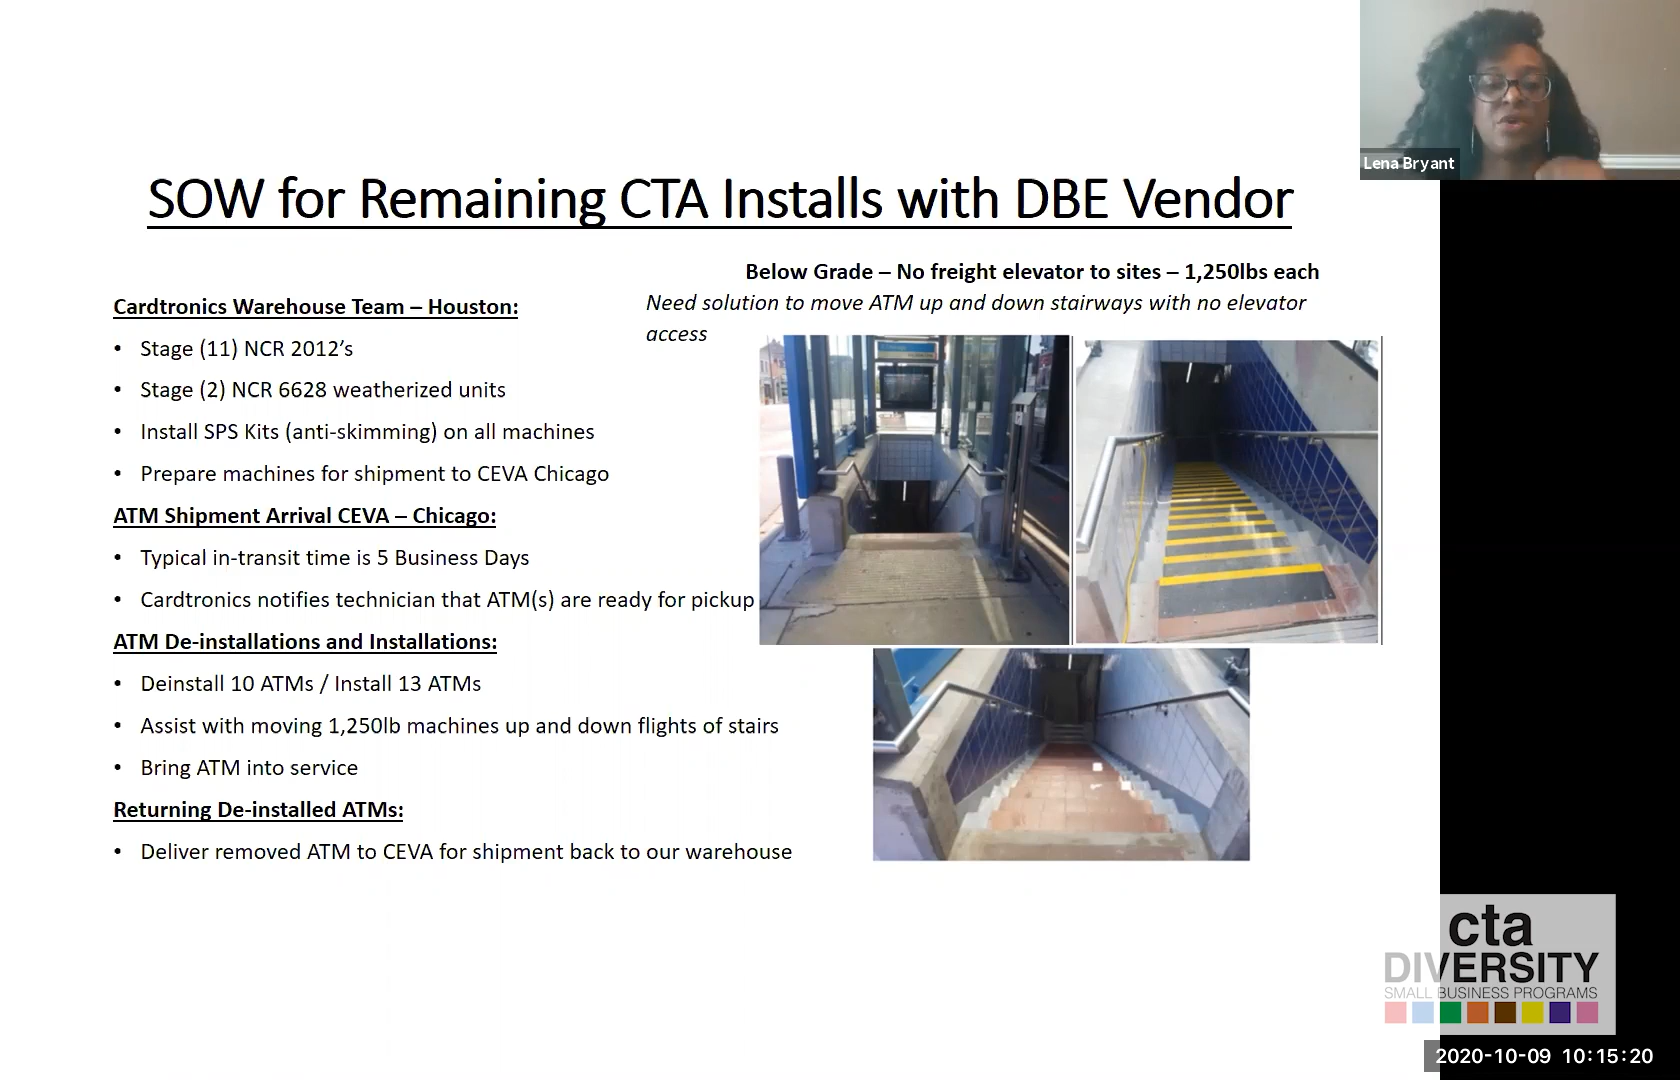 Lena Bryant
SOW for Remaining CTA Installs with DBE Vendor
Below Grade – No freight elevator to sites – 1,250lbs each
Need solution to move ATM up and down stairways with no elevator
access
Cardtronics Warehouse Team – Houston:
• Stage (11) NCR 2012’s
• Stage (2) NCR 6628 weatherized units
• Install SPS Kits (anti-skimming) on all machines
• Prepare machines for shipment to CEVA Chicago
ATM Shipment Arrival CEVA – Chicago:
• Typical in-transit time is 5 Business Days
• Cardtronics notifies technician that ATM(s) are ready for pickup
ATM De-installations and Installations:
• Deinstall 10 ATMs / Install 13 ATMs
• Assist with moving 1,250lb machines up and down flights of stairs
• Bring ATM into service
Returning De-installed ATMs:
• Deliver removed ATM to CEVA for shipment back to our warehouse
cta
DIVERSITY
SMALL BUSINESS PROGRAMS
2020-10-09 10:15:20